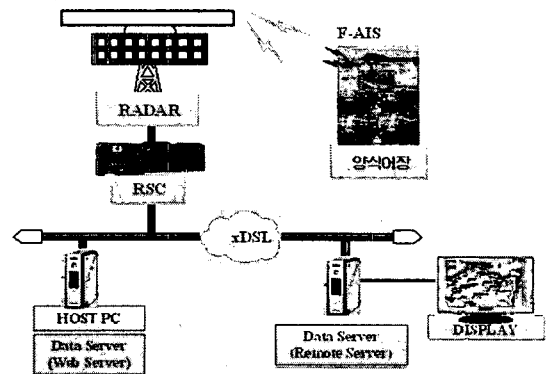 F-AIS
RADAR
양식어장
RSC
xDSL
HOST PC
Data Server
(Web Server)
Data Server
(Remote Server)
DISPLAY